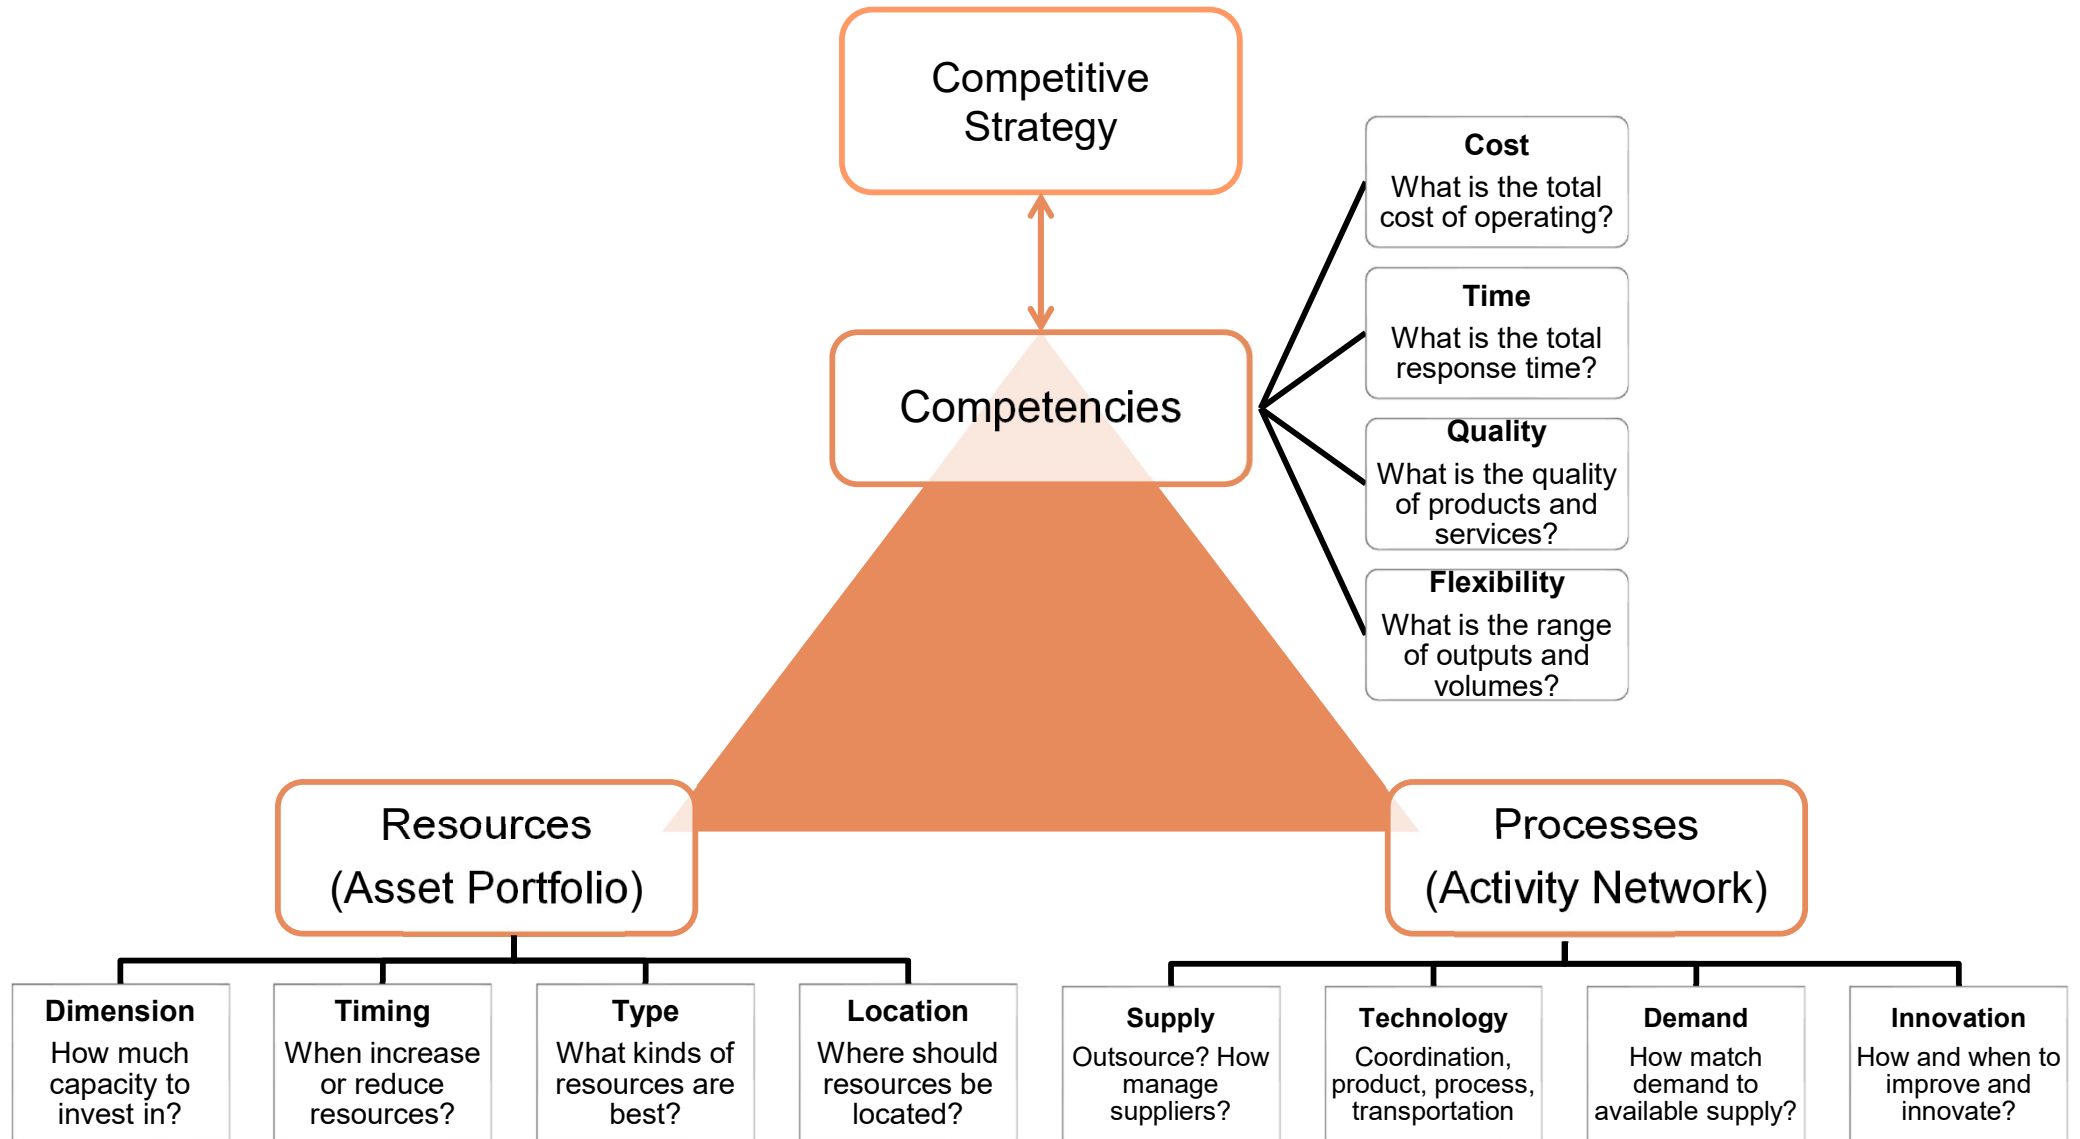 Competitive
Strategy
Cost
What is the total
cost of operating?
Time
What is the total
response time?
Competencies
Quality
What is the quality
of products and
services?
Flexibility
What is the range
of outputs and
volumes?
Resources
(Asset Portfolio)
Processes
(Activity Network)
Dimension
How much
capacity to
invest in?
Timing
When increase
or reduce
resources?
Type
What kinds of
resources are
best?
Location
Where should
resources be
located?
Supply
Outsource? How
manage
suppliers?
Technology
Coordination,
product, process,
transportation
Demand
How match
demand to
available supply?
Innovation
How and when to
improve and
innovate?